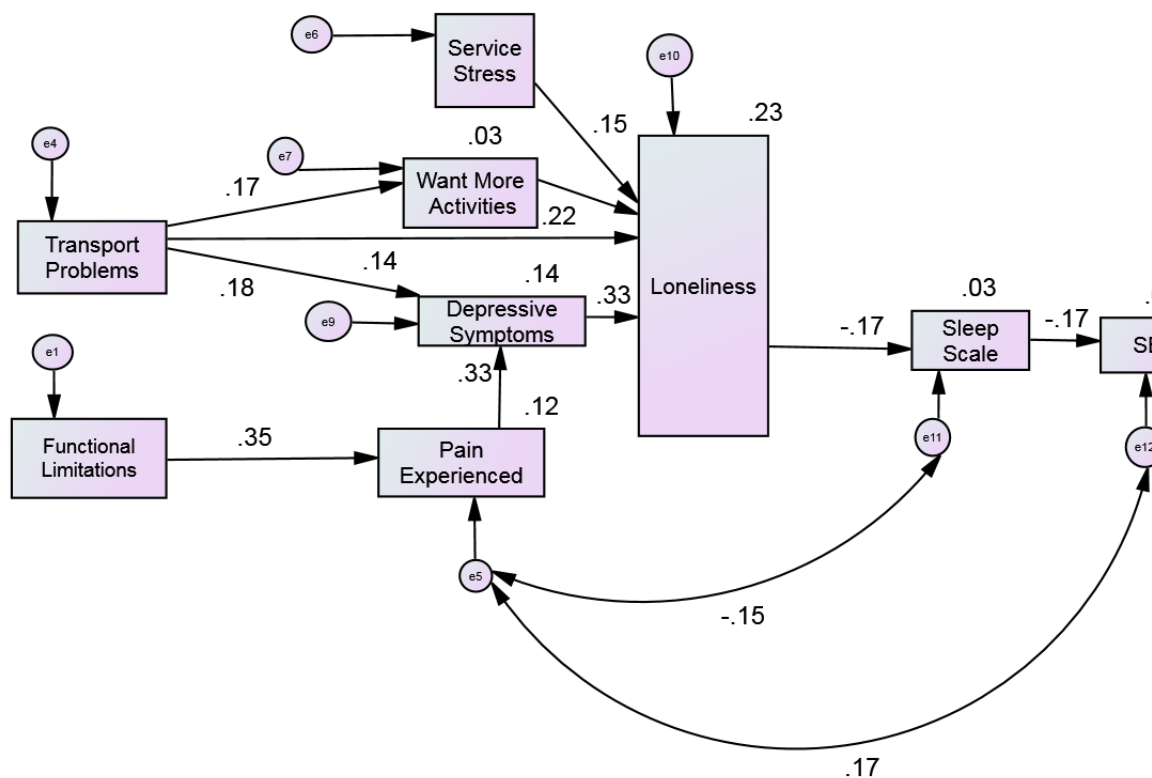 e6
Service
Stress
e10
.23
.15
e4
e7
.03
Want More
Activities
.17
.22
Transport
Problems
.14
.18
.14
Loneliness
e9
Depressive
Symptoms
.33
.03
Sleep
Scale
-.17
-.17
e1
.33
.12
Functional
Limitations
.35
Pain
Experienced
e11
e12
e5
-.15
.17